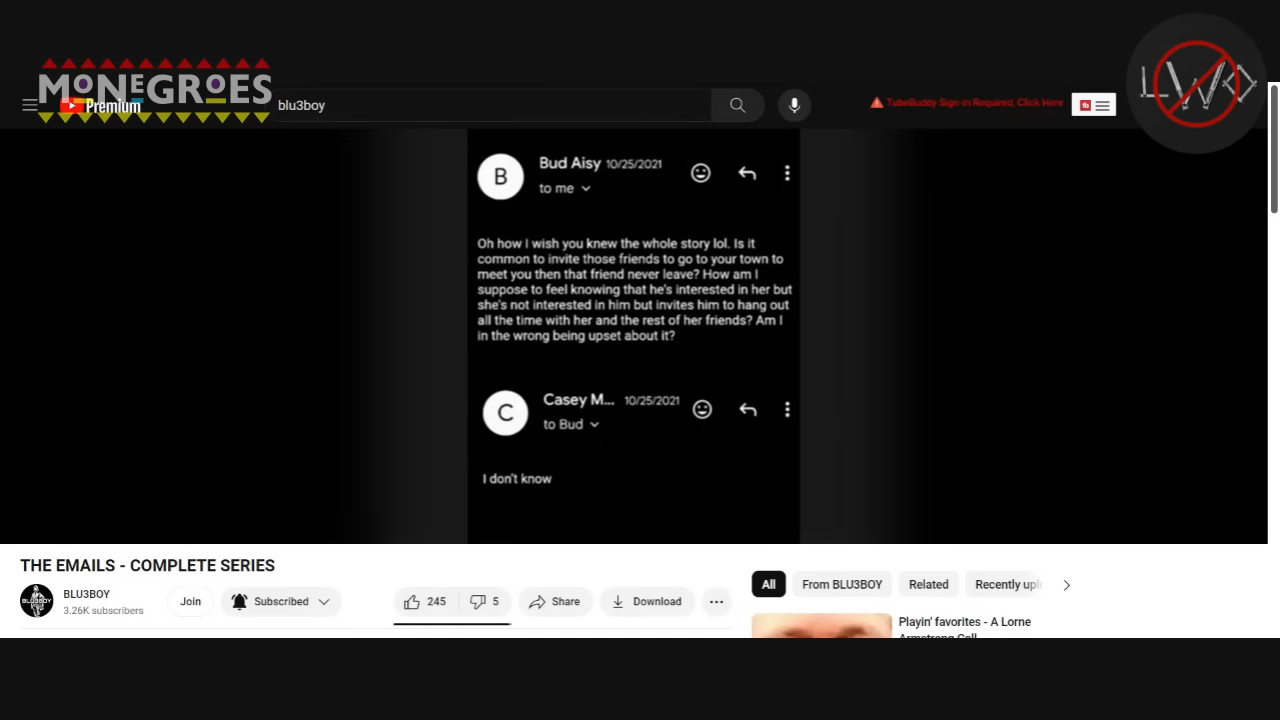 MONEGROES
Premium
blu3boy
TubeBuddy Sign-in Required, Click Here
tb
LWD
B
Bud Aisy 10/25/2021
to me
Oh how I wish you knew the whole story lol. Is it
common to invite those friends to go to your town to
meet you then that friend never leave? How am I
suppose to feel knowing that he's interested in her but
she's not interested in him but invites him to hang out
all the time with her and the rest of her friends? Am I
in the wrong being upset about it?
C
Casey M... 10/25/2021
to Bud
I don't know
THE EMAILS - COMPLETE SERIES
BLU3BOY
BLU3BOY
3.26K subscribers
Join
Subscribed
245
5
Share
Download
All
From BLU3BOY
Related
Recently uplo
Playin' favorites - A Lorne
Armstrong Call